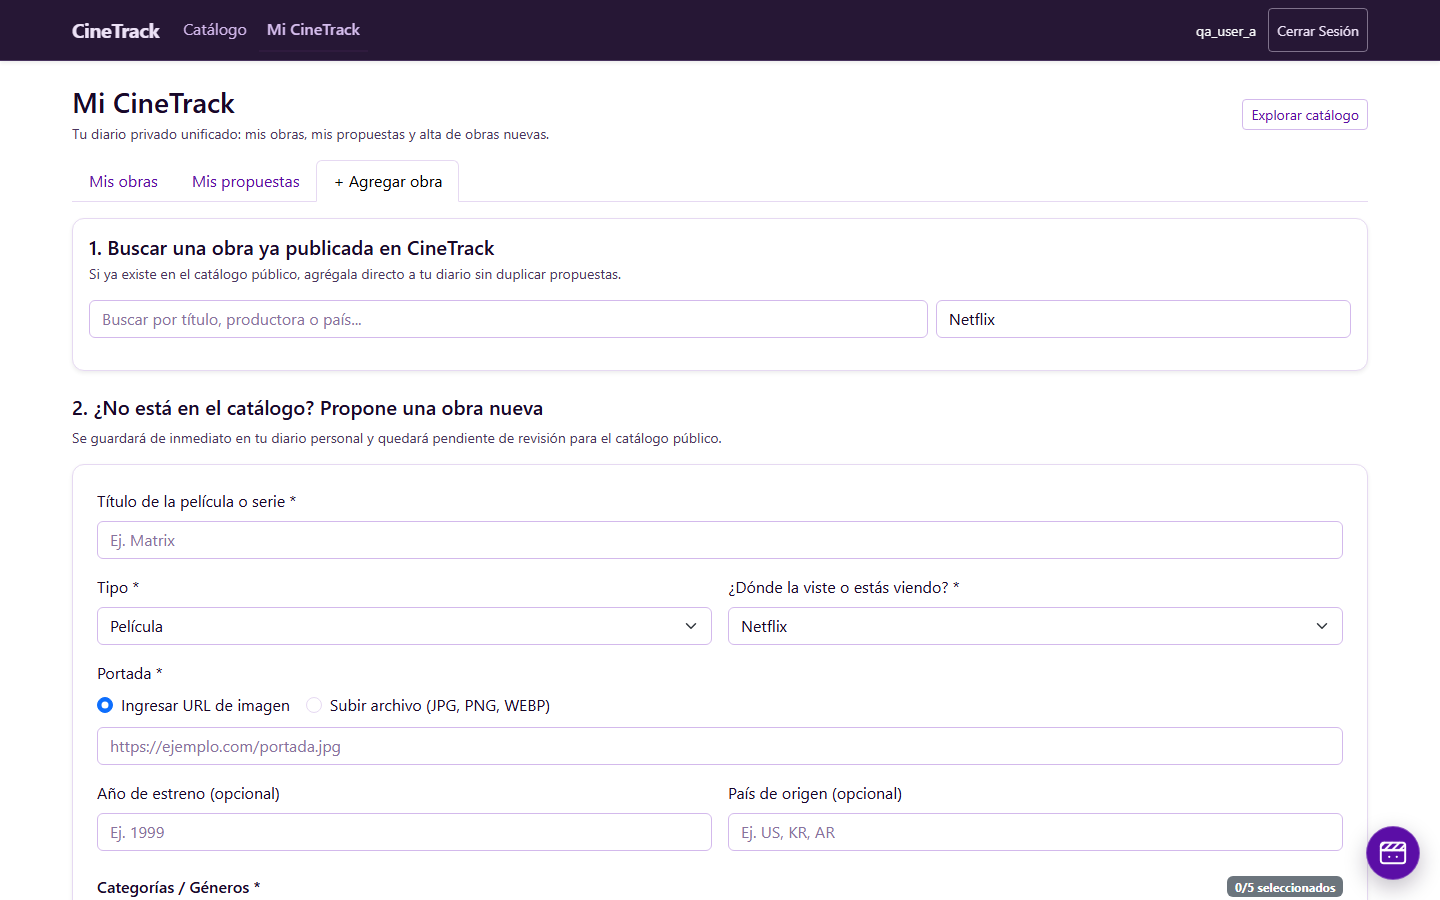 CineTrack Catálogo Mi CineTrack qa_user_a Cerrar Sesión
Mi CineTrack
Explorar catálogo
Tu diario privado unificado: mis obras, mis propuestas y alta de obras nuevas.
Mis obras Mis propuestas + Agregar obra
1. Buscar una obra ya publicada en CineTrack
Si ya existe en el catálogo público, agrégala directo a tu diario sin duplicar propuestas.
Buscar por título, productora o país... Netflix
2. ¿No está en el catálogo? Propone una obra nueva
Se guardará de inmediato en tu diario personal y quedará pendiente de revisión para el catálogo público.
Título de la película o serie *
Ej. Matrix
Tipo * ¿Dónde la viste o estás viendo? *
Película Netflix
Portada *
Ingresar URL de imagen Subir archivo (JPG, PNG, WEBP)
https://ejemplo.com/portada.jpg
Año de estreno (opcional) País de origen (opcional)
Ej. 1999 Ej. US, KR, AR
Categorías / Géneros * 0/5 seleccionados